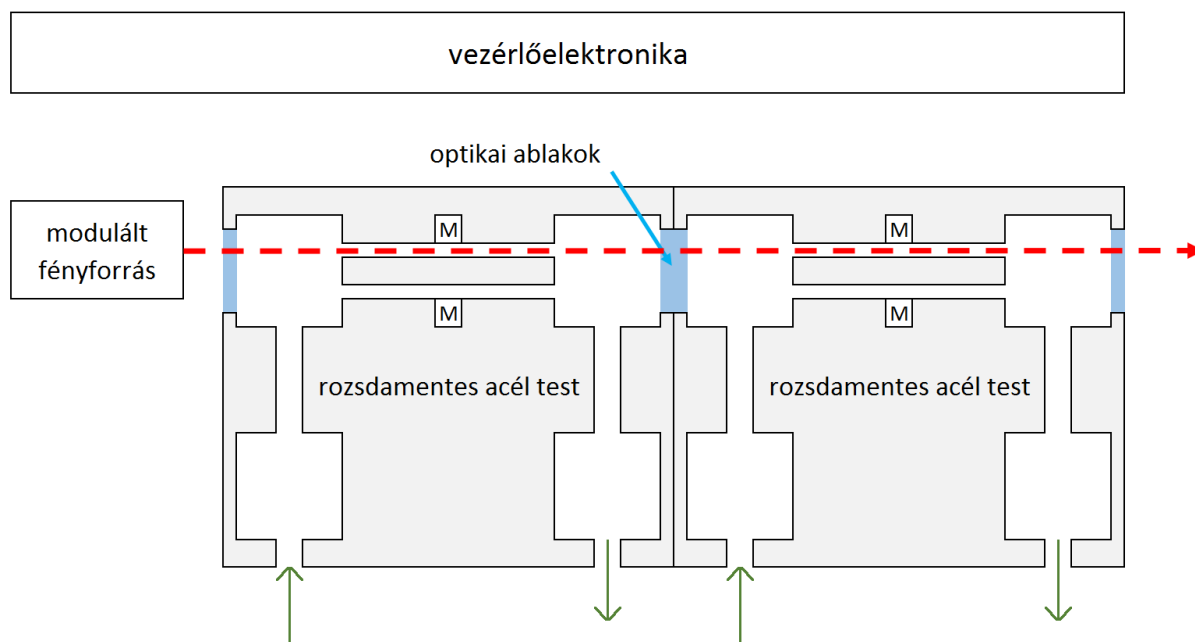 vezérlőelektronika
optikai ablakok
modulált
fényforrás
M
M
M
M
rozsdamentes acél test
rozsdamentes acél test